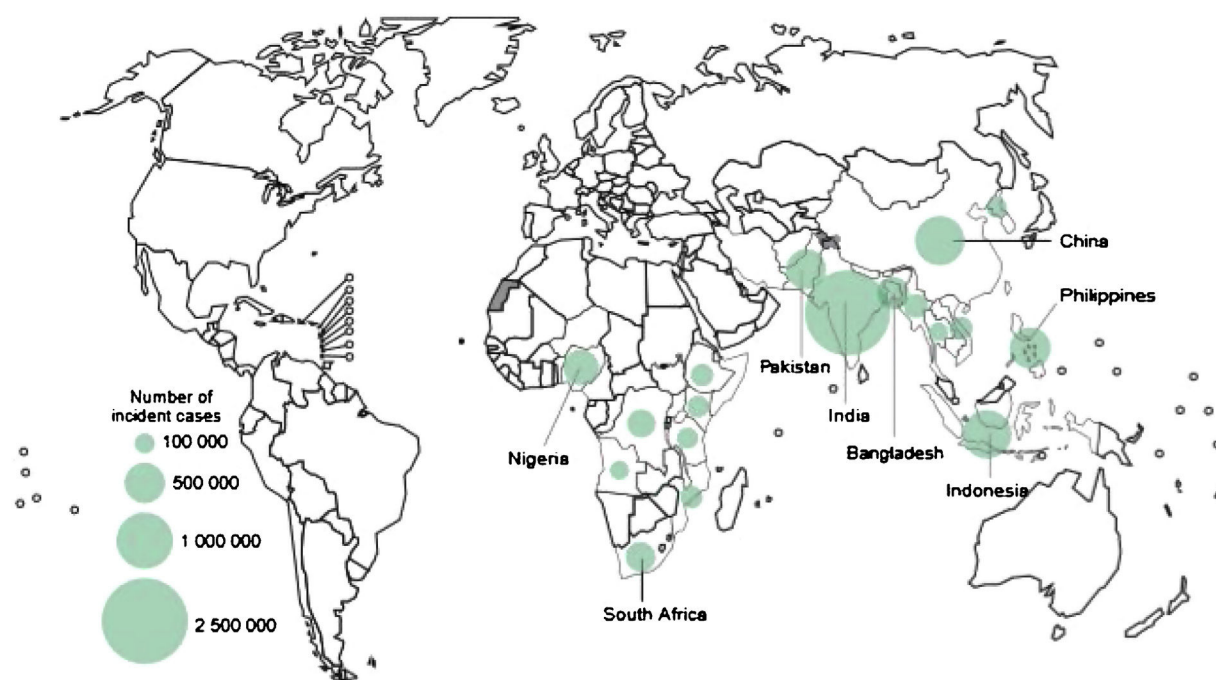 China
Philippines
Pakistan
India
Bangladesh
Indonesia
Nigeria
South Africa
Number of
incident cases
100 000
500 000
1 000 000
2 500 000